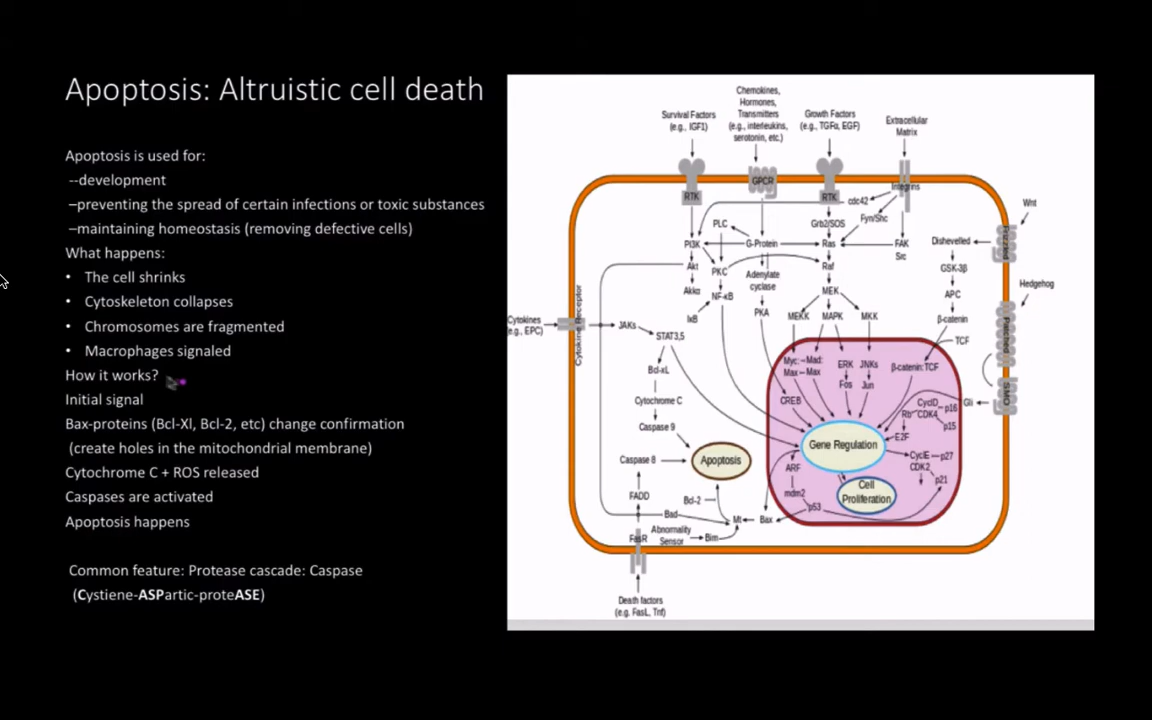 Apoptosis: Altruistic cell death
Apoptosis is used for:
--development
–preventing the spread of certain infections or toxic substances
–maintaining homeostasis (removing defective cells)
What happens:
• The cell shrinks
• Cytoskeleton collapses
• Chromosomes are fragmented
• Macrophages signaled
How it works?
Initial signal
Bax-proteins (Bcl-Xl, Bcl-2, etc) change confirmation
(create holes in the mitochondrial membrane)
Cytochrome C + ROS released
Caspases are activated
Apoptosis happens
Common feature: Protease cascade: Caspase
(Cystiene-ASPartic-proteASE)
Survival Factors
(e.g., IGF1)
Chemokines,
Hormones,
Transmitters
(e.g., interleukins,
serotonin, etc.)
Growth Factors
(e.g., TGFα, EGF)
Extracellular
Matrix
RTK
GPCR
RTK
Integrins
cdc42
Wnt
PLC
Grb2/SOS
Fyn/Shc
Frizzled
PI3K
G-Protein
Ras
FAK
Src
Dishevelled
Akt
PKC
Adenylate
cyclase
Raf
GSK-3β
Akkα
NF-κB
MEK
APC
Hedgehog
IκB
PKA
MEKK
MAPK
MKK
β-catenin
Patched
Cytokines
(e.g., EPC)
Cytokine Receptor
JAKs
STAT3,5
TCF
Myc:
Mad:
Max
Max
ERK
JNKs
Fos
Jun
β-catenin:TCF
SMO
Bcl-xL
Cytochrome C
CREB
CycID
p16
Rb
CDK4
p15
Gli
Caspase 9
Gene Regulation
E2F
Caspase 8
Apoptosis
ARF
CycE
p27
CDK2
p21
FADD
Bcl-2
mdm2
Cell
Proliferation
p53
Bad
Mt
Bax
FasR
Abnormality
Sensor
Bim
Death factors
(e.g. FasL, Tnf)